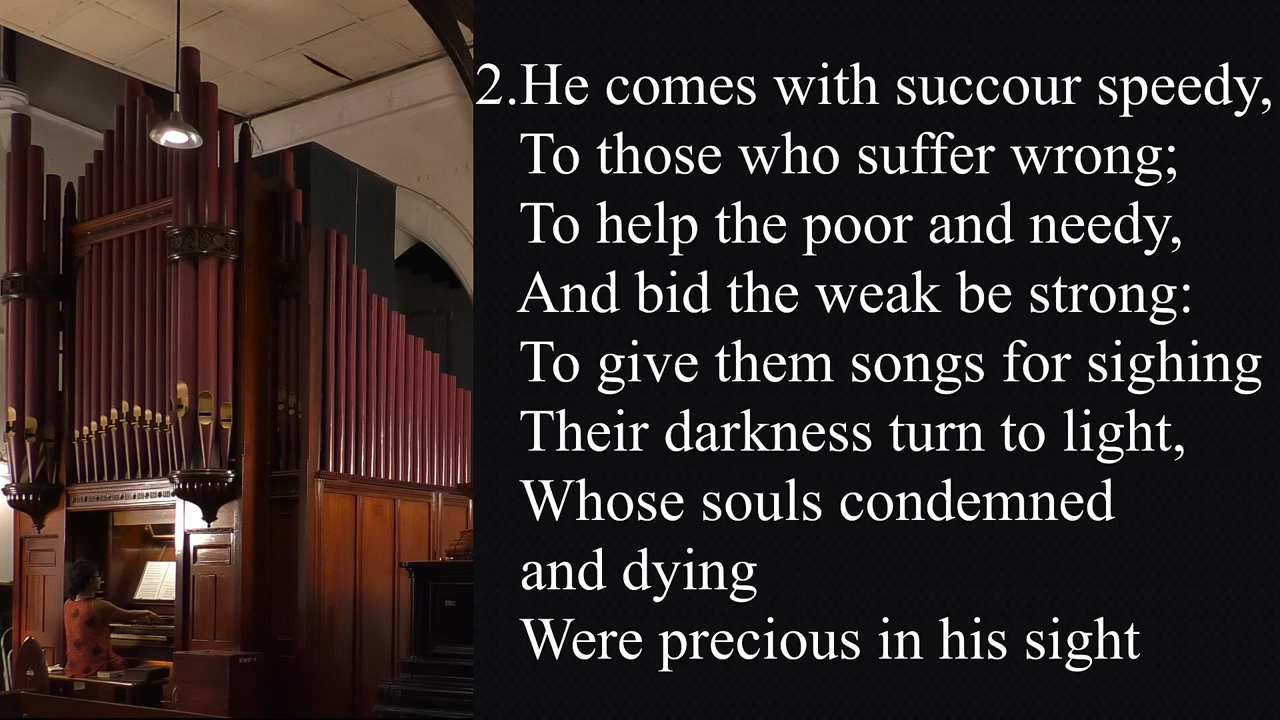 2.He comes with succour speedy,
To those who suffer wrong;
To help the poor and needy,
And bid the weak be strong:
To give them songs for sighing
Their darkness turn to light,
Whose souls condemned
and dying
Were precious in his sight